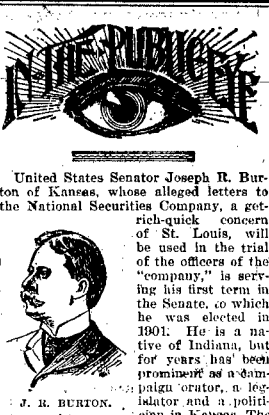 IN THE PUBLIC EYE
United States Senator Joseph R. Bur-
ton of Kansas, whose alleged letters to
the National Securities Company, a get-
rich-quick concern
of St. Louis, will
be used in the trial
of the officers of the
"company," is serv-
ing his first term in
the Senate, to which
he was elected in
1901. He is a na-
tive of Indiana, but
for years has been
prominent as a cam-
paign orator, a leg-
islator and a politi-
cian in Kansas. The
J. R. BURTON.